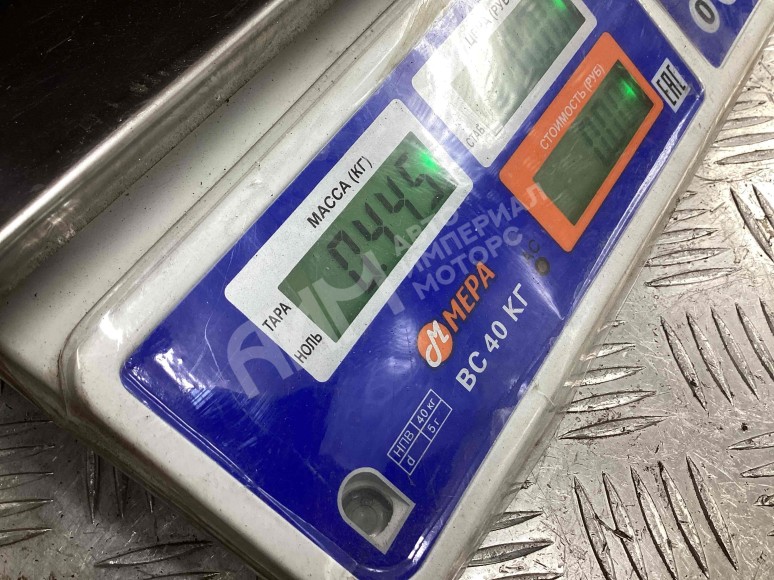 СТОИМОСТЬ (РУБ)
EAC
МАССА (КГ)
0.445
ТАРА
НОЛЬ
МЕРА
ВС 40 КГ
НПВ 40 кг
d 5 г
АВТО
ИМПЕРИАЛ
МОТОРС